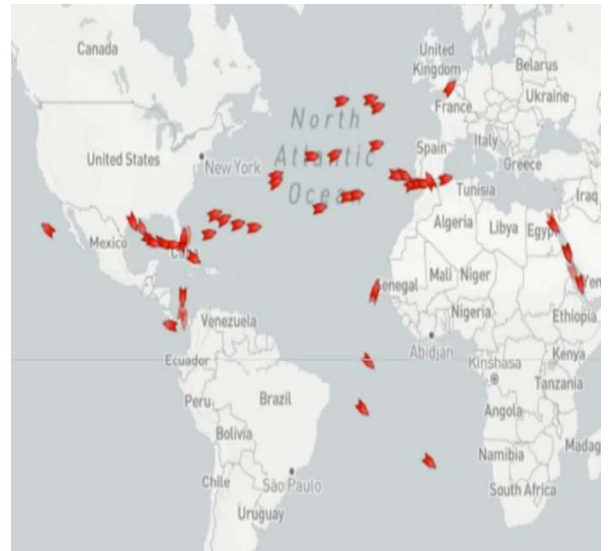 Canada
United
Kingdom
Belarus
Ukraine
France
North
Atlantic
Ocean
Italy
Spain
Greece
United States
New York
Tunisia
Iraq
Mexico
Algeria
Libya
Egypt
Mali
Niger
Senegal
Yem
Venezuela
Nigeria
Ethiopia
Abidjan
Ecuador
Kinshasa
Kenya
Tanzania
Brazil
Peru
Angola
Bolivia
Madag
Namibia
Chile
São Paulo
South Africa
Uruguay